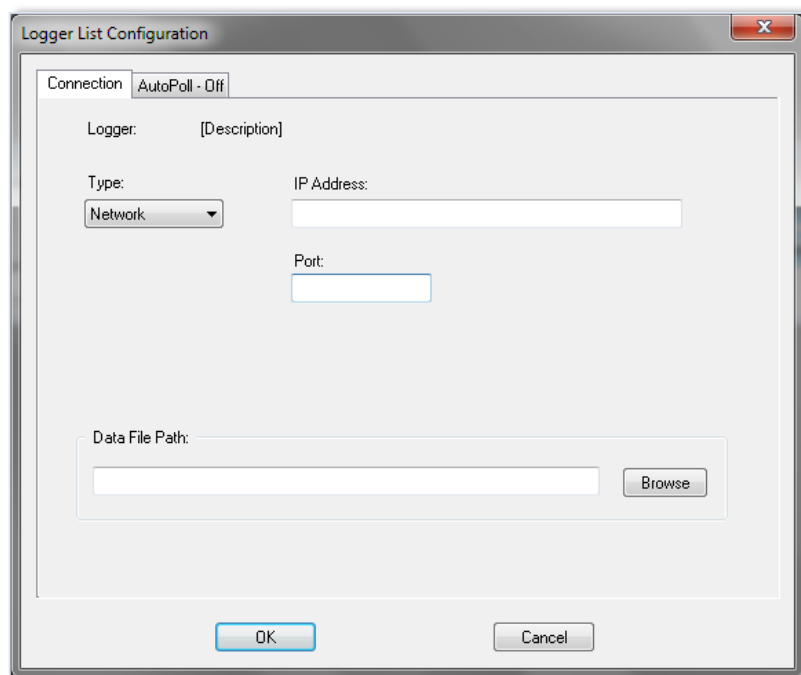 Logger List Configuration
Connection
AutoPoll - Off
Logger: [Description]
Type:
IP Address:
Network
Port:
Data File Path:
Browse
OK
Cancel